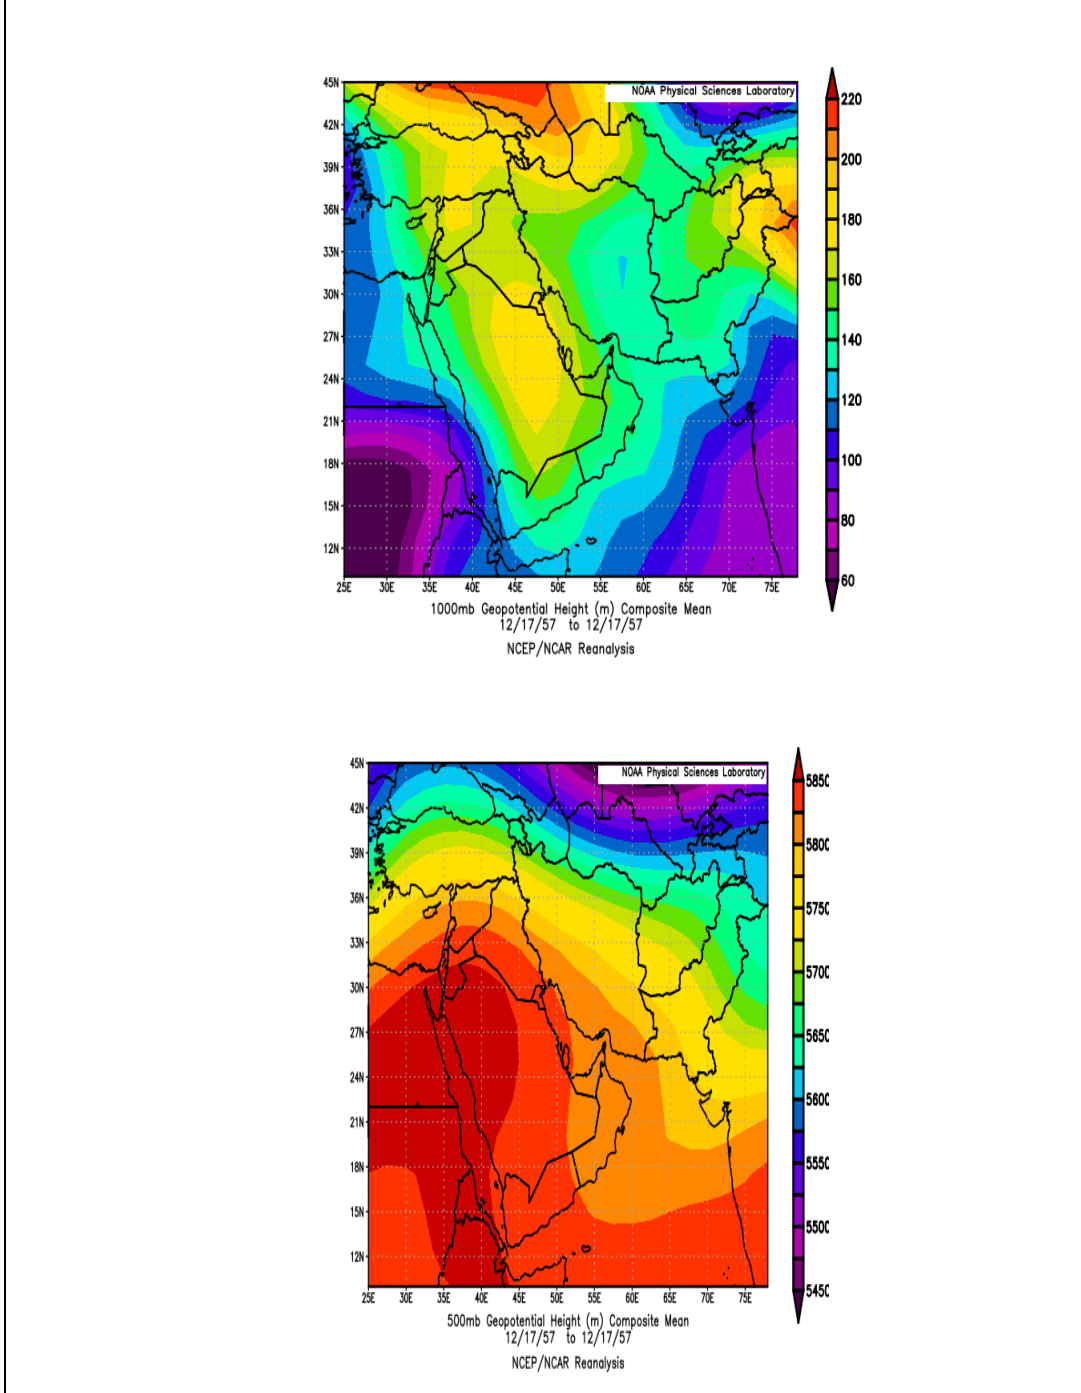 NOAA Physical Sciences Laboratory
45N
42N
39N
36N
33N
30N
27N
24N
21N
18N
15N
12N
25E 30E 35E 40E 45E 50E 55E 60E 65E 70E 75E
220
200
180
160
140
120
100
80
60
1000mb Geopotential Height (m) Composite Mean
12/17/57 to 12/17/57
NCEP/NCAR Reanalysis
NOAA Physical Sciences Laboratory
45N
42N
39N
36N
33N
30N
27N
24N
21N
18N
15N
12N
25E 30E 35E 40E 45E 50E 55E 60E 65E 70E 75E
5850
5800
5750
5700
5650
5600
5550
5500
5450
500mb Geopotential Height (m) Composite Mean
12/17/57 to 12/17/57
NCEP/NCAR Reanalysis